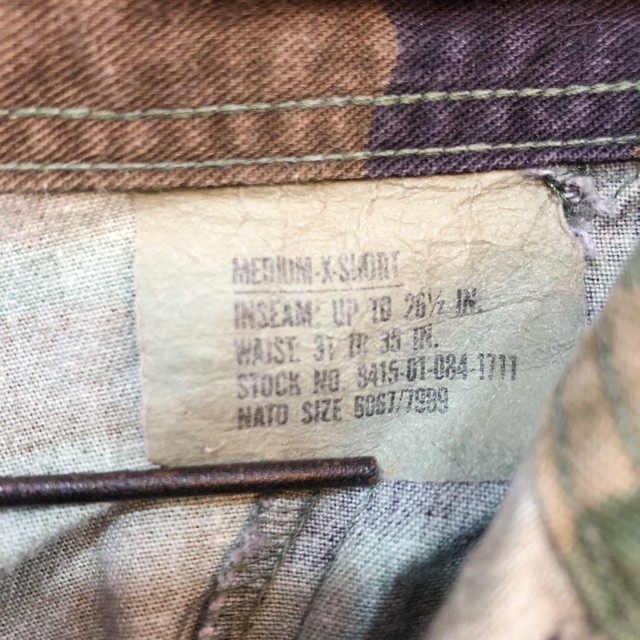 MEDIUM-X-SHORT
INSEAM: UP TO 26½ IN.
WAIST: 31 TO 35 IN.
STOCK NO. 8415-01-084-1711
NATO SIZE 6067/7989